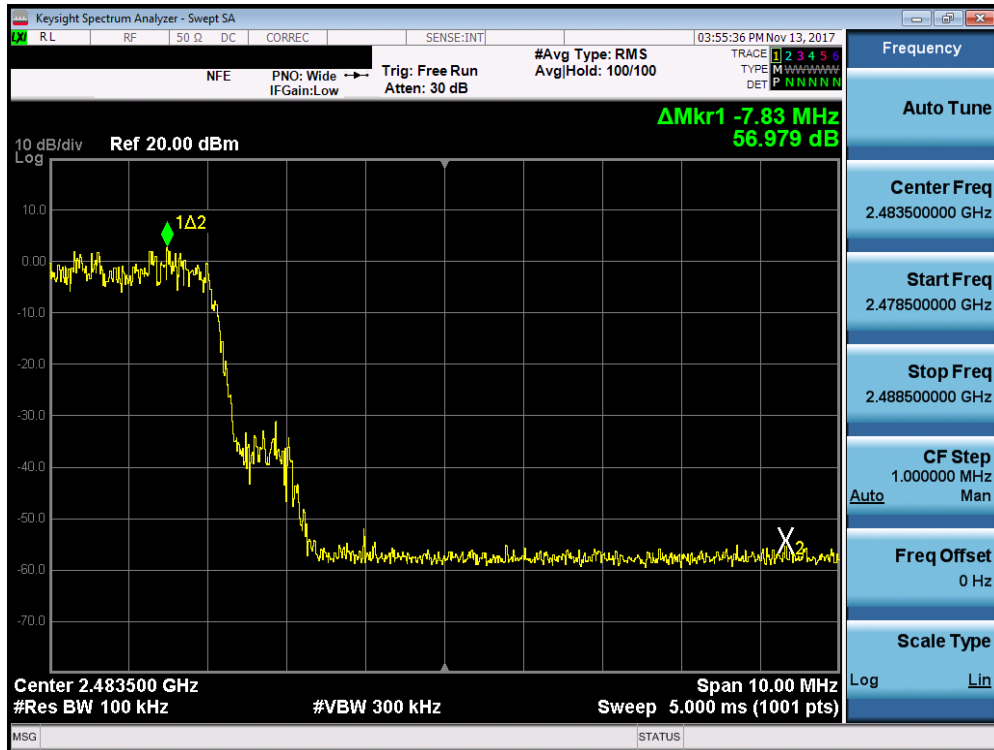 Keysight Spectrum Analyzer - Swept SA
LXI RL RF 50 Ω DC CORREC SENSE:INT 03:55:36 PM Nov 13, 2017
NFE PNO: Wide Trig: Free Run #Avg Type: RMS TRACE 1 2 3 4 5 6
IFGain:Low Atten: 30 dB Avg|Hold: 100/100 TYPE M WWWWW
DET P N N N N N
ΔMkr1 -7.83 MHz
56.979 dB
10 dB/div Ref 20.00 dBm
Log
10.0
0.00
-10.0
-20.0
-30.0
-40.0
-50.0
-60.0
-70.0
1Δ2
X2
Center 2.483500 GHz Span 10.00 MHz
#Res BW 100 kHz #VBW 300 kHz Sweep 5.000 ms (1001 pts)
MSG STATUS
Frequency
Auto Tune
Center Freq
2.483500000 GHz
Start Freq
2.478500000 GHz
Stop Freq
2.488500000 GHz
CF Step
1.000000 MHz
Auto Man
Freq Offset
0 Hz
Scale Type
Log Lin